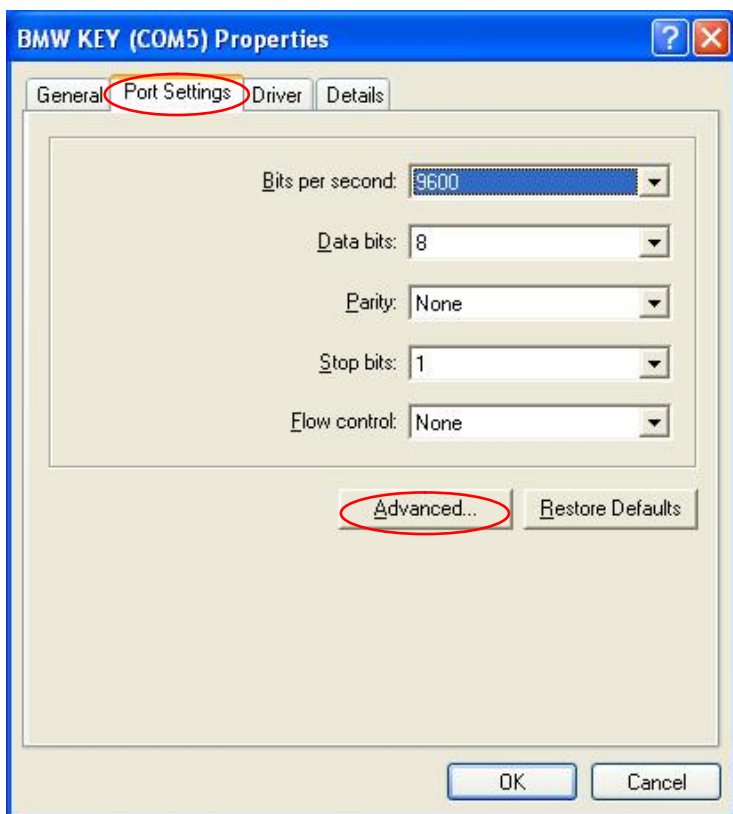 BMW KEY (COM5) Properties
General Port Settings Driver Details
Bits per second: 9600
Data bits: 8
Parity: None
Stop bits: 1
Flow control: None
Advanced... Restore Defaults
OK Cancel